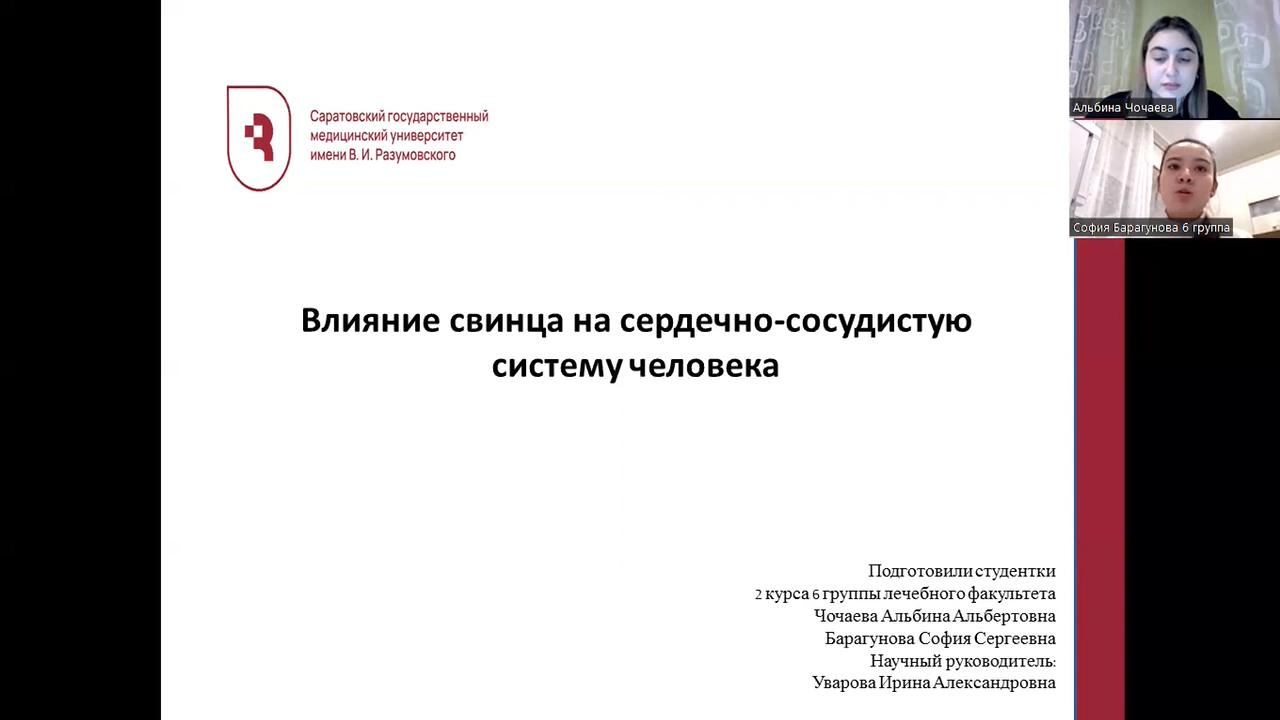 Саратовский государственный
медицинский университет
имени В. И. Разумовского
Альбина Чочаева
София Барагунова 6 группа
Влияние свинца на сердечно-сосудистую
систему человека
Подготовили студентки
2 курса 6 группы лечебного факультета
Чочаева Альбина Альбертовна
Барагунова София Сергеевна
Научный руководитель:
Уварова Ирина Александровна